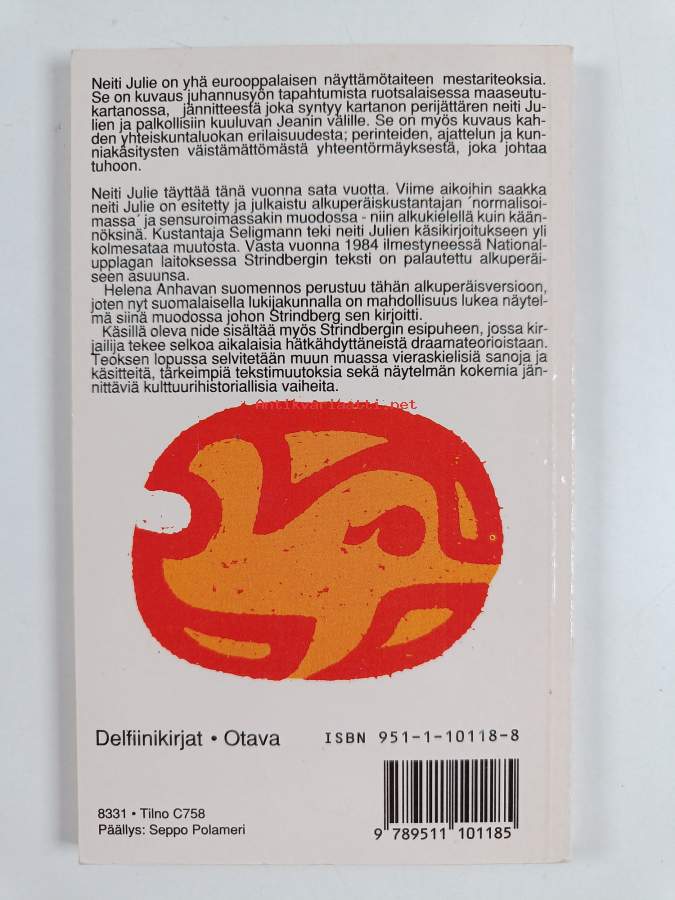 Neiti Julie on yhä eurooppalaisen näyttämötaiteen mestariteoksia.
Se on kuvaus juhannusyön tapahtumista ruotsalaisessa maaseutu-
kartanossa, jännitteestä joka syntyy kartanon perijättären neiti Ju-
lien ja palkollisiin kuuluvan Jeanin välille. Se on myös kuvaus kah-
den yhteiskuntaluokan erilaisuudesta; perinteiden, ajattelun ja kun-
niakäsitysten väistämättömästä yhteentörmäyksestä, joka johtaa
tuhoon.
Neiti Julie täyttää tänä vuonna sata vuotta. Viime aikoihin saakka
neiti Julie on esitetty ja julkaistu alkuperäiskustantajan ´normalisoi-
massa´ ja sensuroimassakin muodossa - niin alkukielellä kuin kään-
nöksinä. Kustantaja Seligmann teki neiti Julien käsikirjoitukseen yli
kolmesataa muutosta. Vasta vuonna 1984 ilmestyneessä National-
upplagan laitoksessa Strindbergin teksti on palautettu alkuperäi-
seen asuunsa.
Helena Anhavan suomennos perustuu tähän alkuperäisversioon,
joten nyt suomalaisella lukijakunnalla on mahdollisuus lukea näytel-
mä siinä muodossa johon Strindberg sen kirjoitti.
Käsillä oleva nide sisältää myös Strindbergin esipuheen, jossa kir-
jailija tekee selkoa aikalaisia hätkähdyttäneistä draamateorioistaan.
Teoksen lopussa selvitetään muun muassa vieraskielisiä sanoja ja
käsitteitä, tärkeimpiä tekstimuutoksia sekä näytelmän kokemia jän-
nittäviä kulttuurihistoriallisia vaiheita.
Antikvariaatti.net
Delfiinikirjat • Otava
ISBN 951-1-10118-8
8331 • Tilno C758
Päällys: Seppo Polameri
9 789511 101185